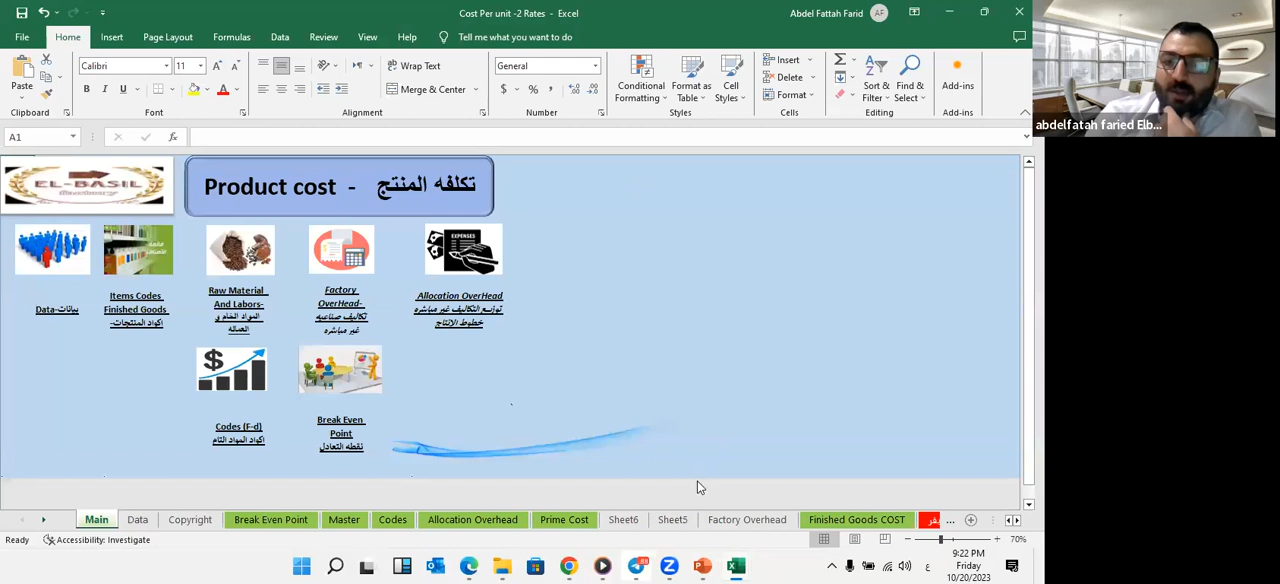 Cost Per unit -2 Rates - Excel
Abdel Fattah Farid
AF
File
Home
Insert
Page Layout
Formulas
Data
Review
View
Help
Tell me what you want to do
Paste
Clipboard
Calibri
11
B I U
Font
Wrap Text
Merge & Center
Alignment
General
$ % ,
Number
Conditional Formatting
Format as Table
Cell Styles
Styles
Insert
Delete
Format
Cells
Sort & Filter
Find & Select
Editing
Add-ins
Add-ins
abdelfatah faried Elb...
A1
fx
EL-BASIL
Product cost - تكلفه المنتج
EXPENSES
بيانات-Data
Items Codes
Finished Goods
اكواد المنتجات-
Raw Material
And Labors-
المواد الخام و
العماله
Factory
OverHead-
تكاليف صناعيه
غير مباشره
Allocation OverHead
توزيع التكاليف غير مباشره
خطوط الانتاج
$
Codes (F-d)
اكواد المواد التام
Break Even
Point
نقطه التعادل
Main
Data
Copyright
Break Even Point
Master
Codes
Allocation Overhead
Prime Cost
Sheet6
Sheet5
Factory Overhead
Finished Goods COST
...
Ready
Accessibility: Investigate
70%
9:22 PM
Friday
10/20/2023
ع